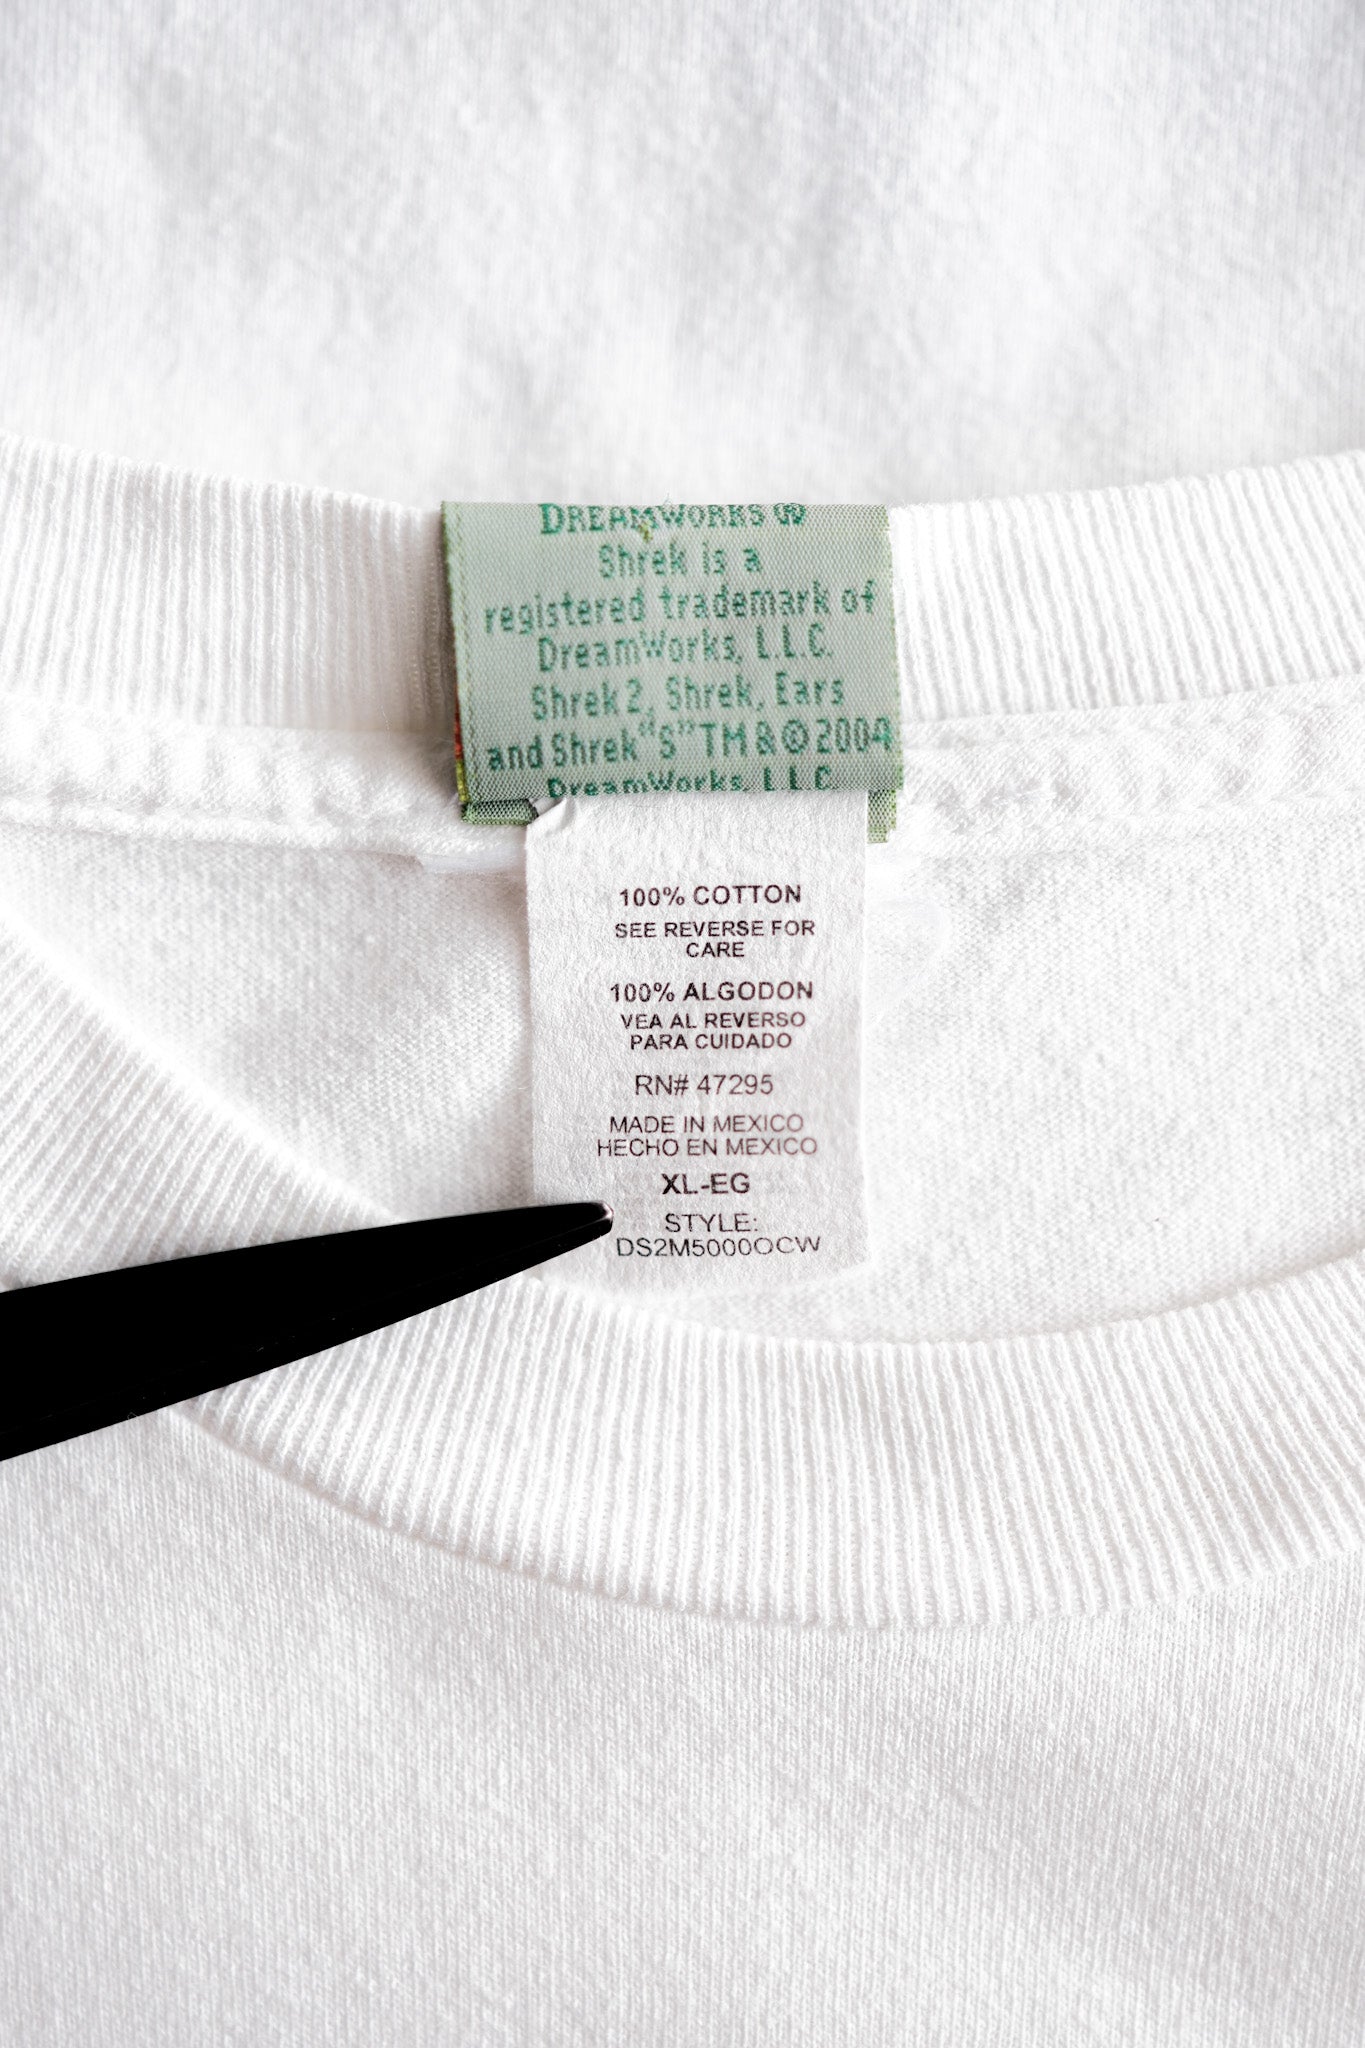 DREAMWORKS
Shrek is a
registered trademark of
DreamWorks, L.L.C.
Shrek 2, Shrek, Ears
and Shrek "S" TM & © 2004
DreamWorks, L.L.C.
100% COTTON
SEE REVERSE FOR
CARE
100% ALGODON
VEA AL REVERSO
PARA CUIDADO
RN# 47295
MADE IN MEXICO
HECHO EN MEXICO
XL-EG
STYLE:
DS2M5000OCW